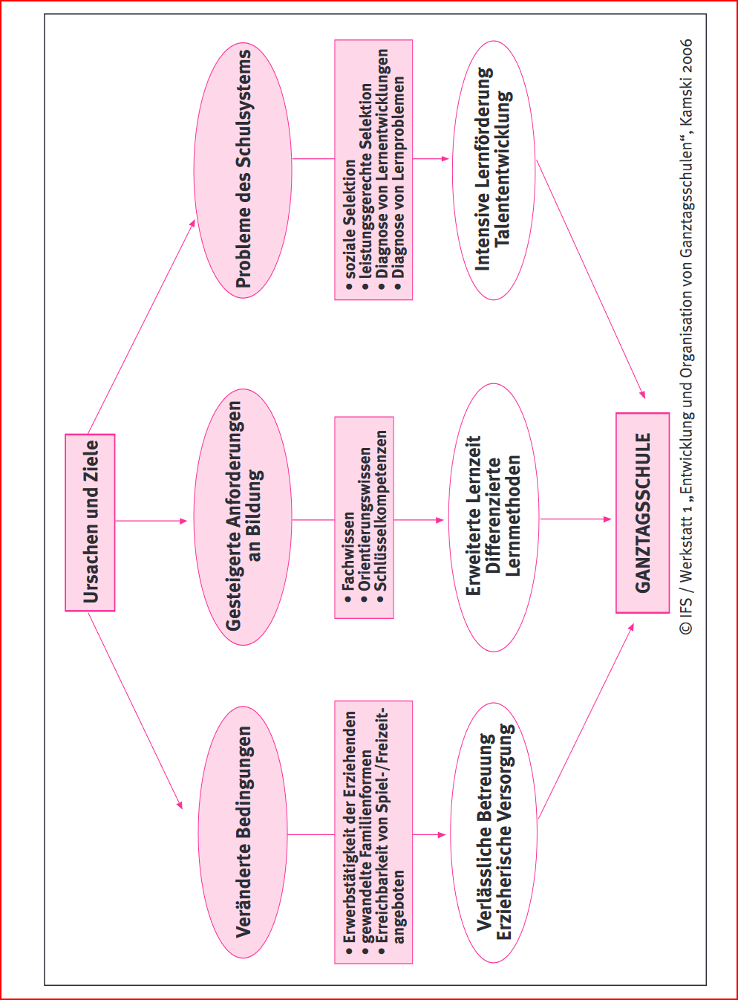 Ursachen und Ziele
Veränderte Bedingungen
Gesteigerte Anforderungen
an Bildung
Probleme des Schulsystems
• Erwerbstätigkeit der Erziehenden
• gewandelte Familienformen
• Erreichbarkeit von Spiel-/Freizeit-
angeboten
• Fachwissen
• Orientierungswissen
• Schlüsselkompetenzen
• soziale Selektion
• leistungsgerechte Selektion
• Diagnose von Lernentwicklungen
• Diagnose von Lernproblemen
Verlässliche Betreuung
Erzieherische Versorgung
Erweiterte Lernzeit
Differenzierte
Lernmethoden
Intensive Lernförderung
Talententwicklung
GANZTAGSSCHULE
© IFS / Werkstatt 1 „Entwicklung und Organisation von Ganztagsschulen“, Kamski 2006